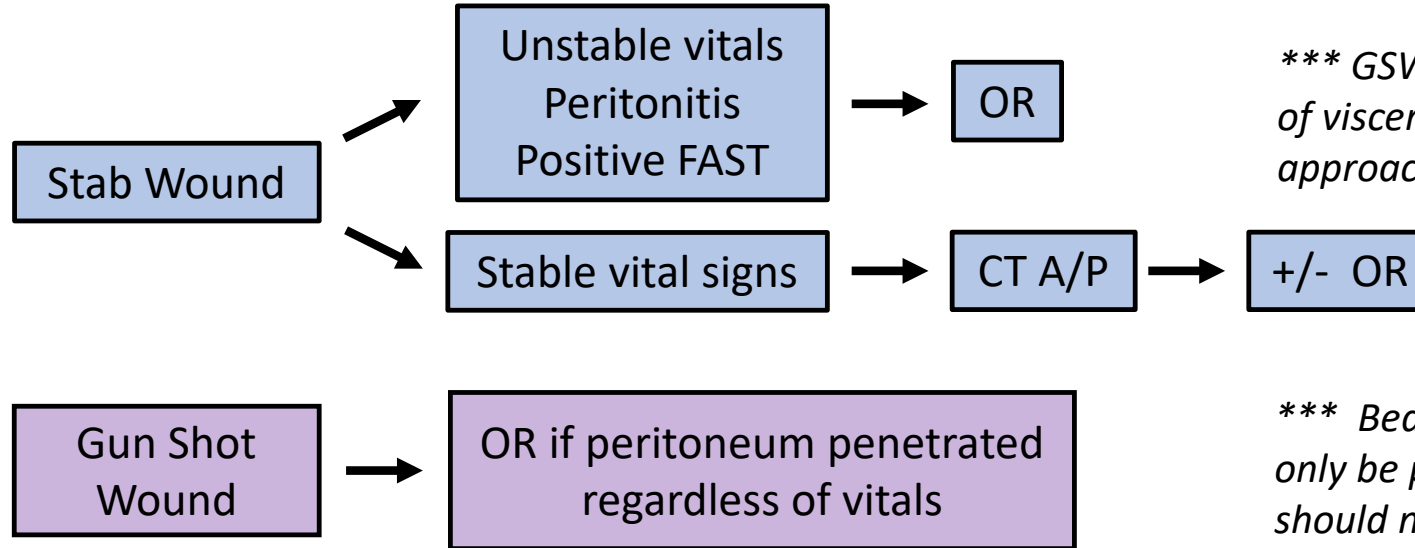 Unstable vitals
Peritonitis
Positive FAST
OR
Stab Wound
Stable vital signs
CT A/P
+/- OR
*** GSV
of viscer
approac
Gun Shot
Wound
OR if peritoneum penetrated
regardless of vitals
*** Bec
only be p
should n